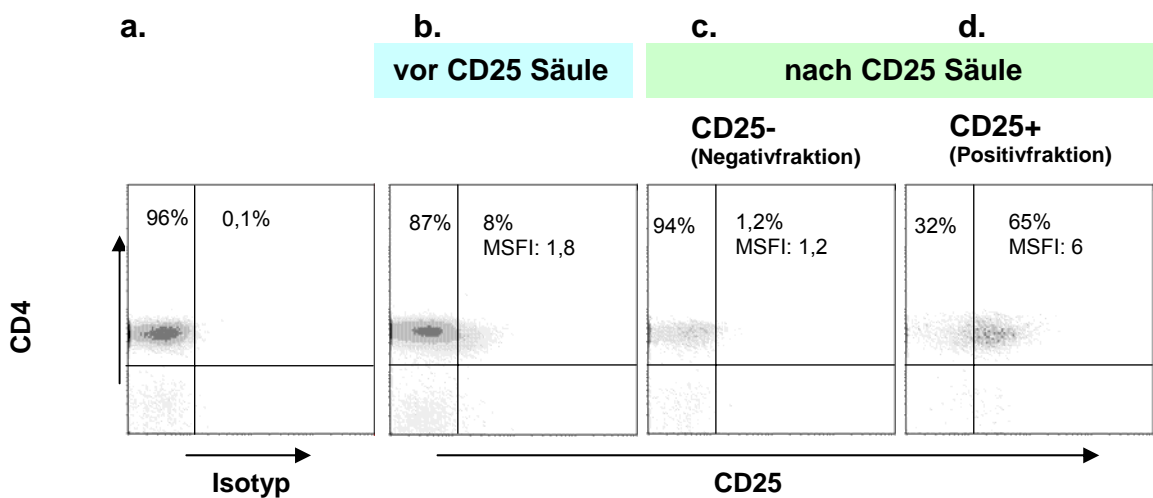 a.
b.
c.
d.
vor CD25 Säule
nach CD25 Säule
CD25-
(Negativfraktion)
CD25+
(Positivfraktion)
96% 0,1%
87% 8%
MSFI: 1,8
94% 1,2%
MSFI: 1,2
32% 65%
MSFI: 6
CD4
Isotyp
CD25